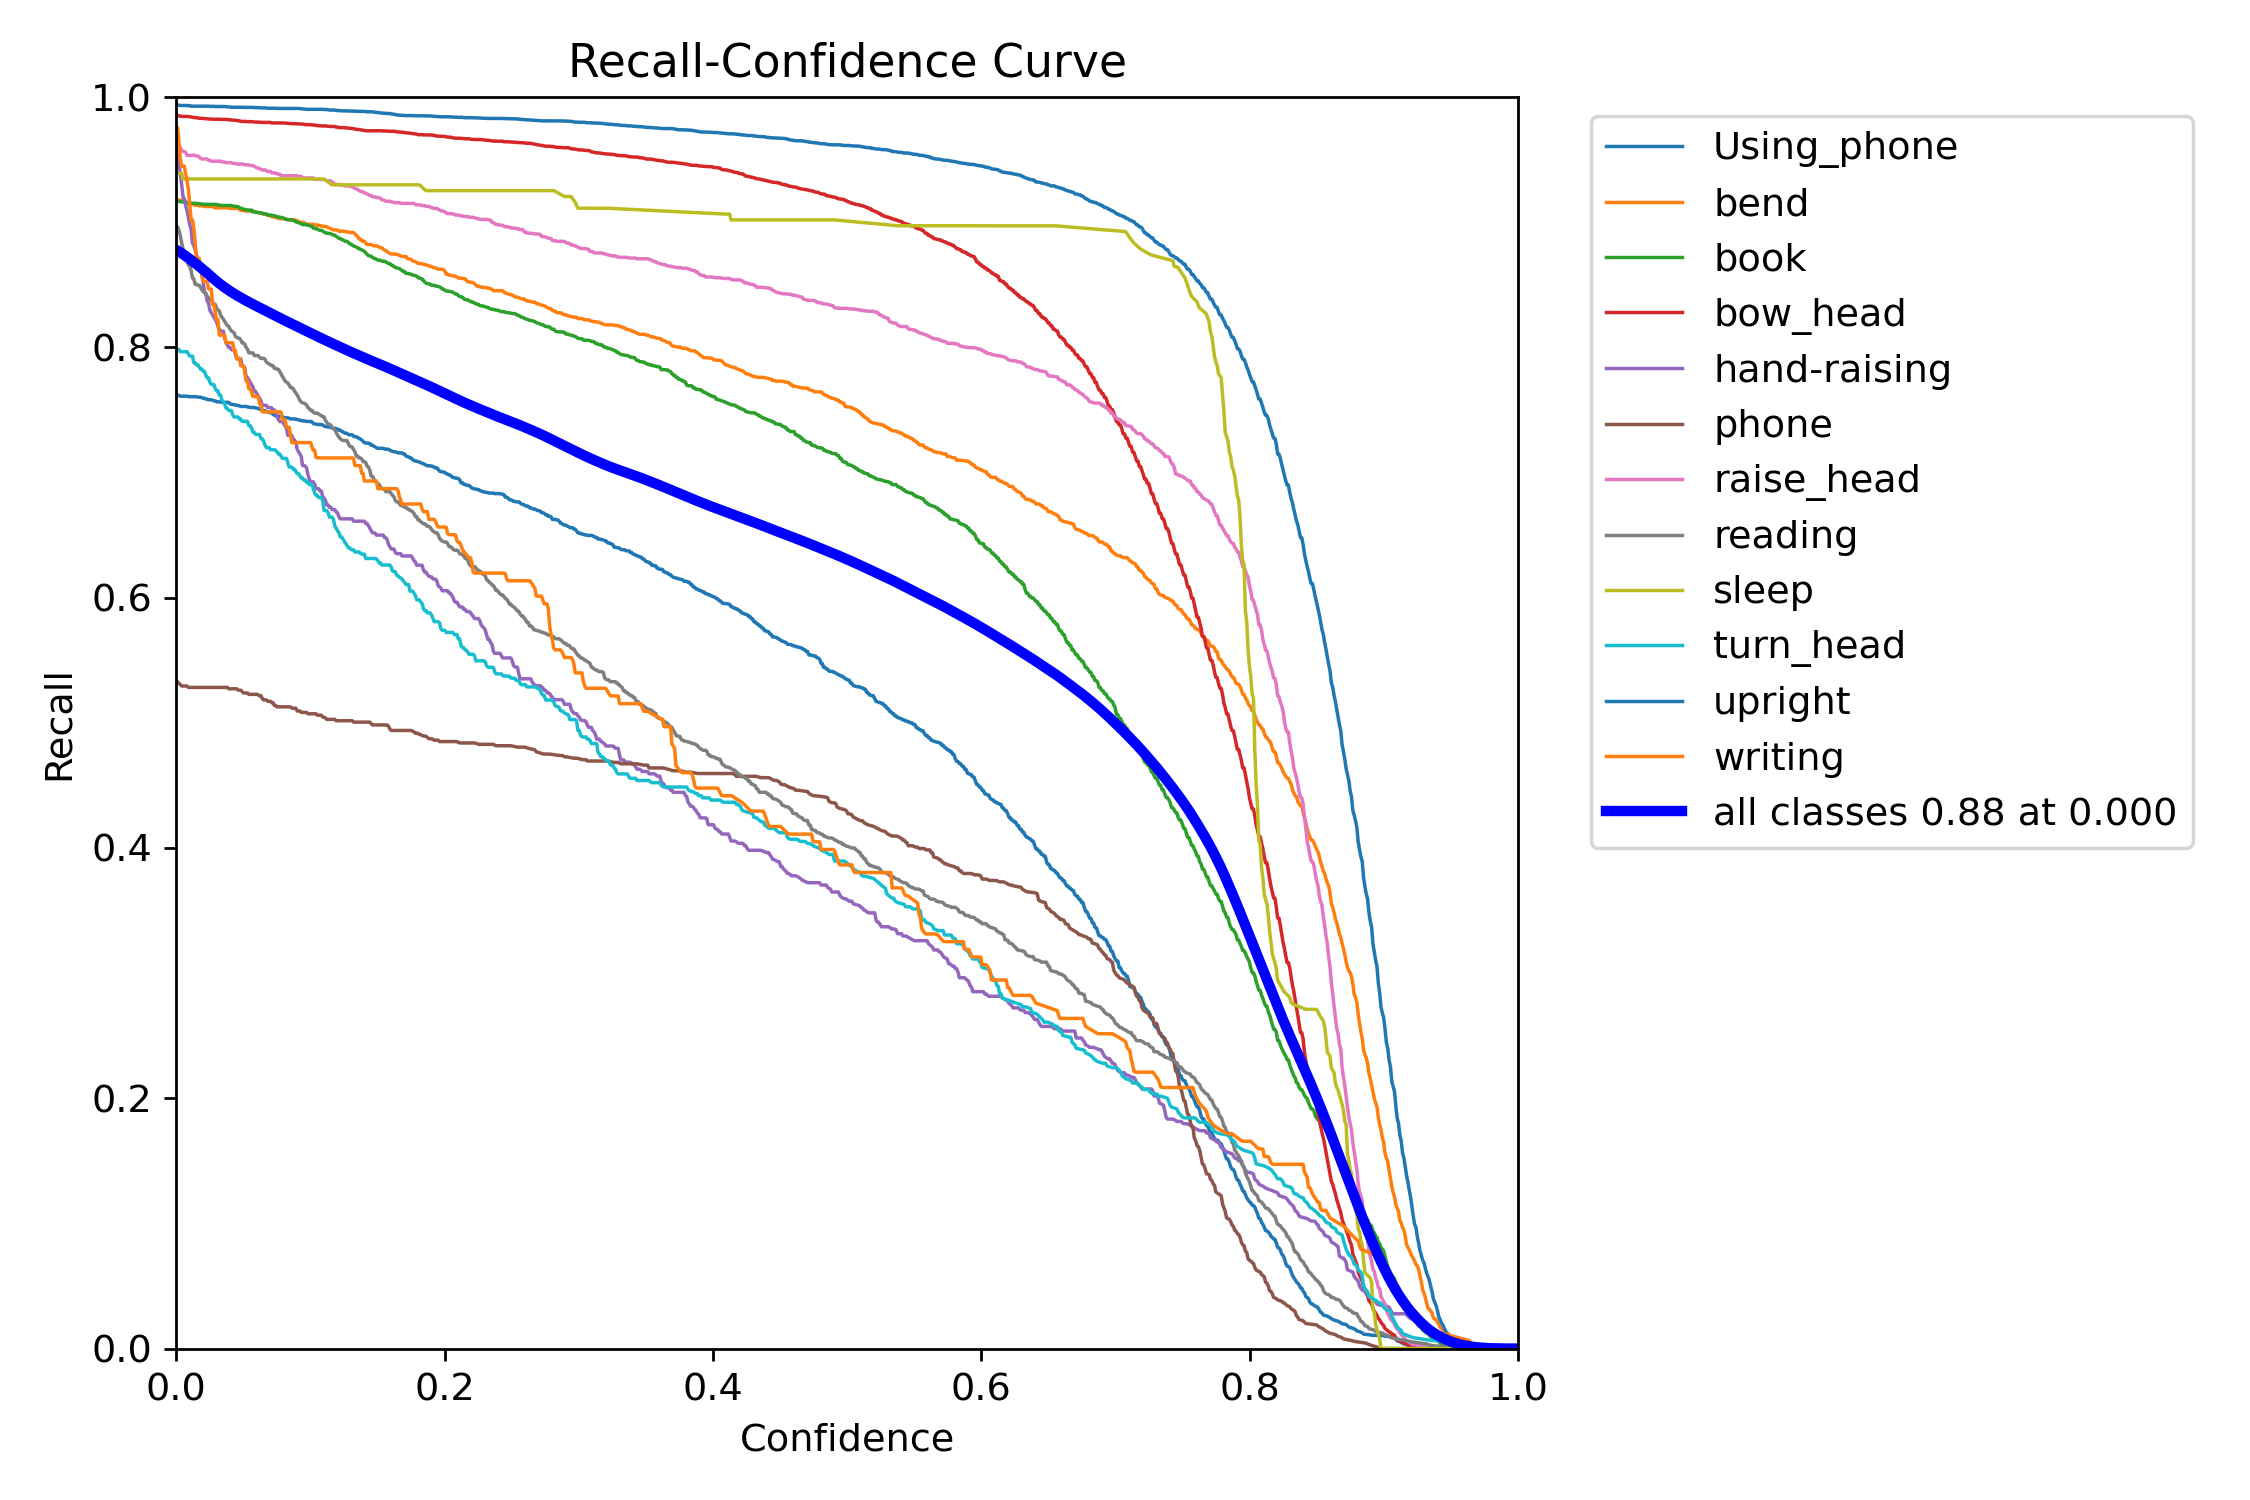 Recall-Confidence Curve
1.0
0.8
0.6
0.4
0.2
0.0
Recall
0.0 0.2 0.4 0.6 0.8 1.0
Confidence
Using_phone
bend
book
bow_head
hand-raising
phone
raise_head
reading
sleep
turn_head
upright
writing
all classes 0.88 at 0.000